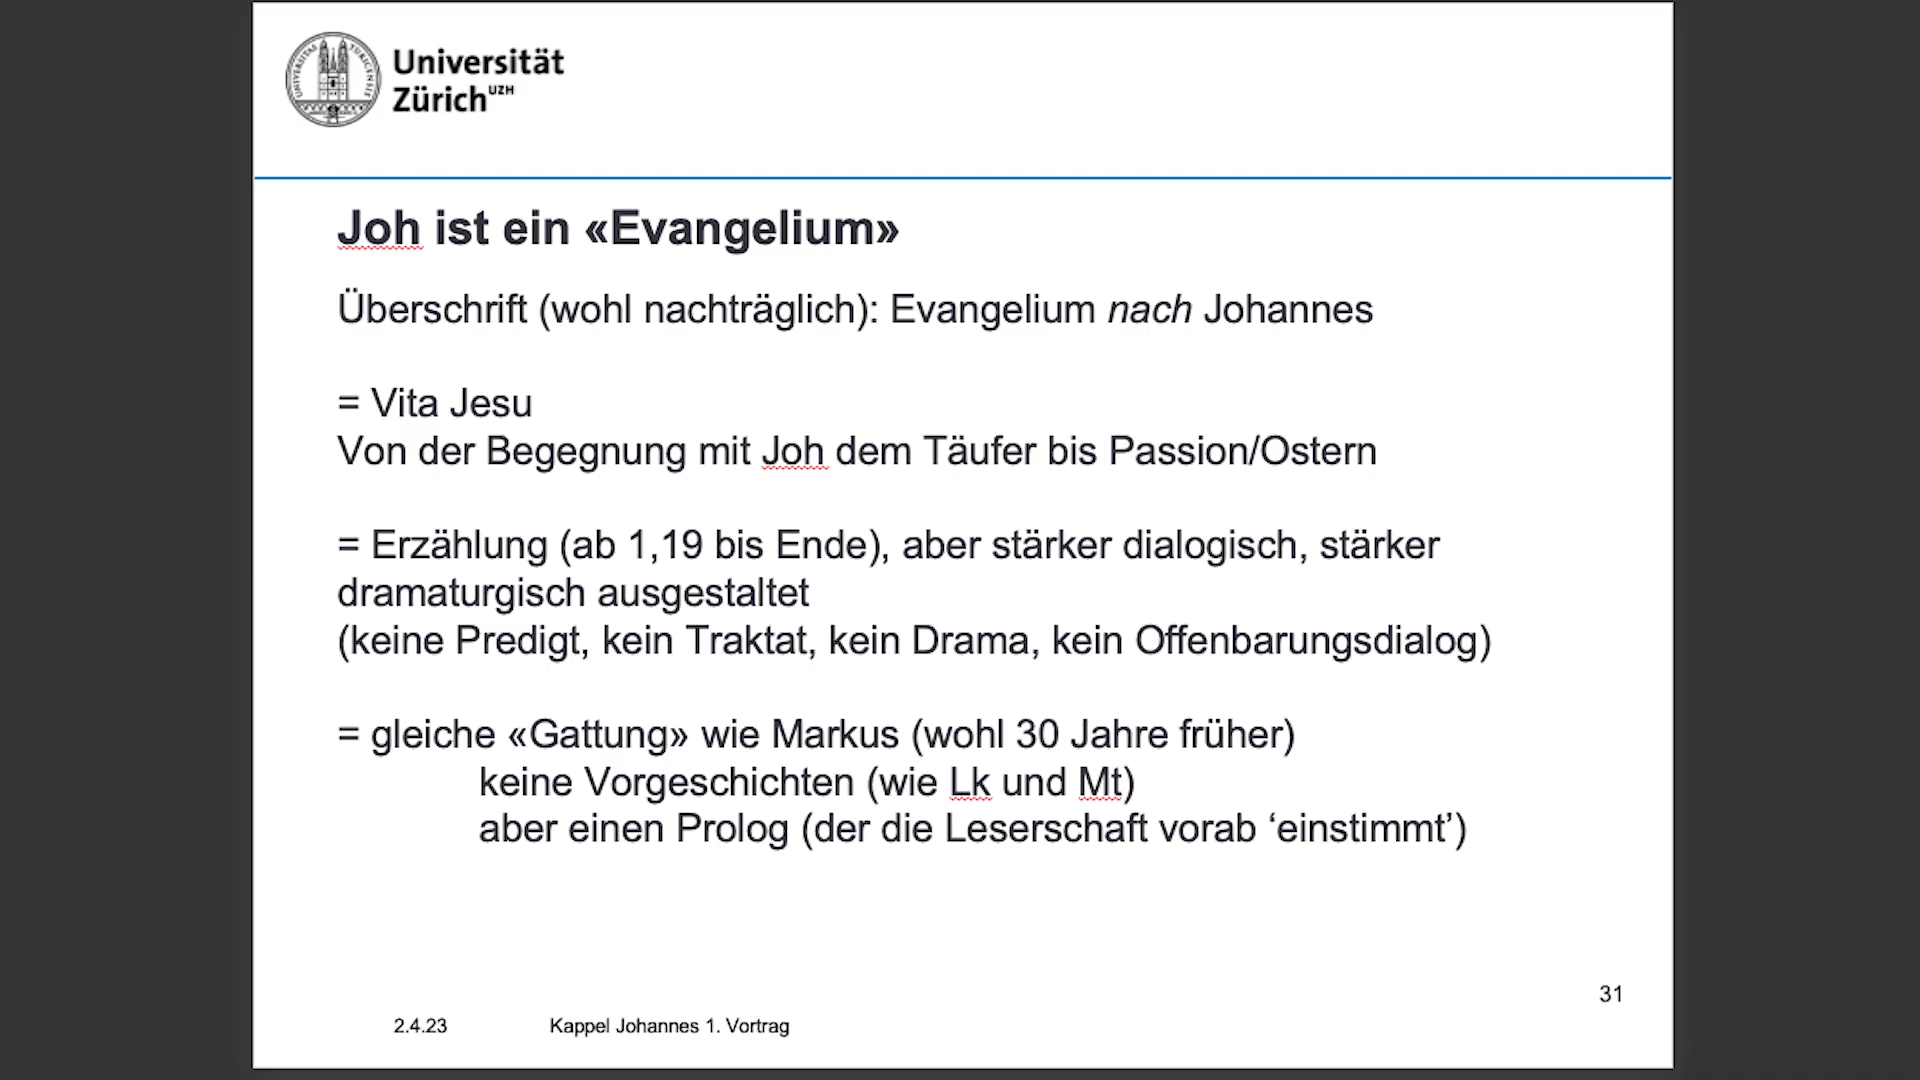 Universität
Zürich UZH
Joh ist ein «Evangelium»
Überschrift (wohl nachträglich): Evangelium nach Johannes
= Vita Jesu
Von der Begegnung mit Joh dem Täufer bis Passion/Ostern
= Erzählung (ab 1,19 bis Ende), aber stärker dialogisch, stärker
dramaturgisch ausgestaltet
(keine Predigt, kein Traktat, kein Drama, kein Offenbarungsdialog)
= gleiche «Gattung» wie Markus (wohl 30 Jahre früher)
keine Vorgeschichten (wie Lk und Mt)
aber einen Prolog (der die Leserschaft vorab ‘einstimmt’)
31
2.4.23 Kappel Johannes 1. Vortrag